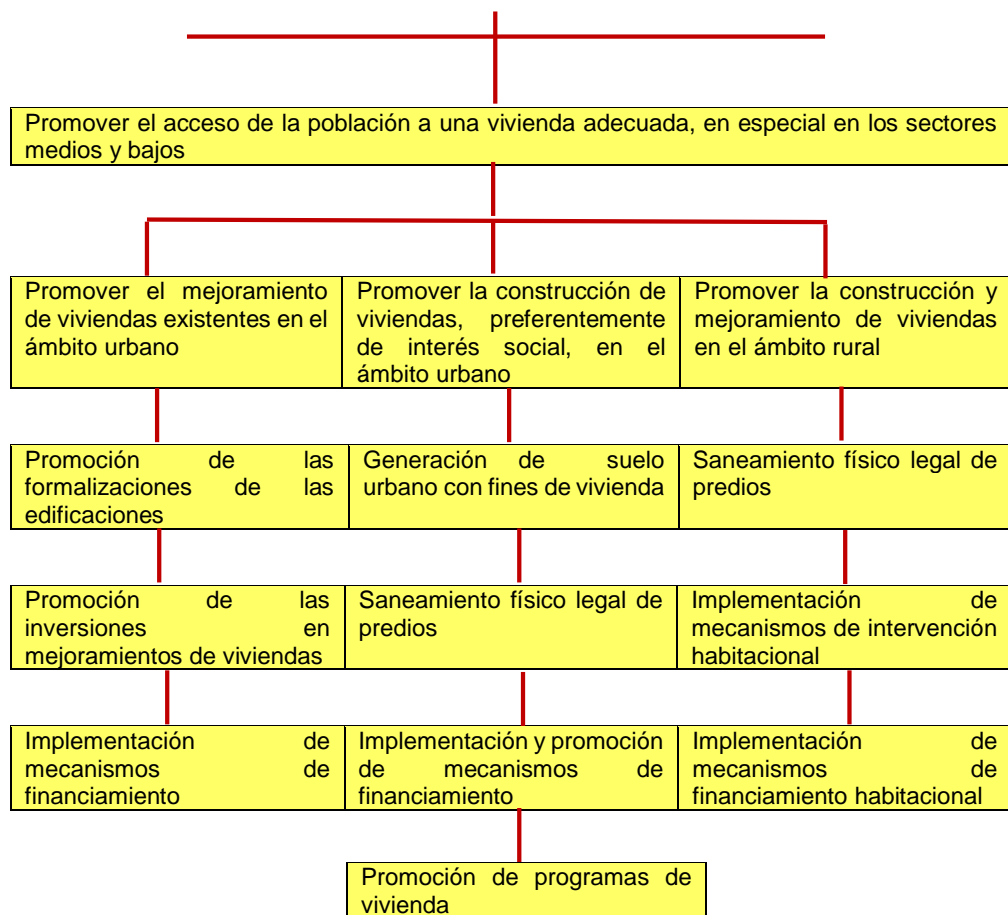 Promover el acceso de la población a una vivienda adecuada, en especial en los sectores
medios y bajos
Promover el mejoramiento
de viviendas existentes en el
ámbito urbano
Promover la construcción de
viviendas, preferentemente
de interés social, en el
ámbito urbano
Promover la construcción y
mejoramiento de viviendas
en el ámbito rural
Promoción de las
formalizaciones de las
edificaciones
Generación de suelo
urbano con fines de vivienda
Saneamiento físico legal de
predios
Promoción de las
inversiones en
mejoramientos de viviendas
Saneamiento físico legal de
predios
Implementación de
mecanismos de intervención
habitacional
Implementación de
mecanismos de
financiamiento
Implementación y promoción
de mecanismos de
financiamiento
Implementación de
mecanismos de
financiamiento habitacional
Promoción de programas de
vivienda